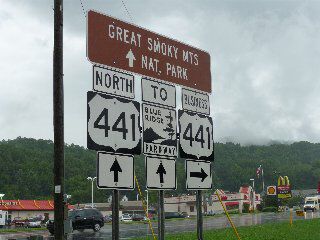 GREAT SMOKY MTS
NAT. PARK
NORTH
TO
BUSINESS
441
BLUE
RIDGE
PARKWAY
441